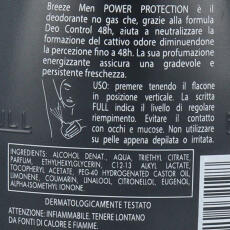 Breeze Men POWER PROTECTION è il
deodorante no gas che, grazie alla formula
Deo Control 48h, aiuta a neutralizzare la
formazione del cattivo odore diminuendone
la percezione fino a 48h. La sua profumazione
energizzante assicura una gradevole e
persistente freschezza.
USO: premere tenendo il flacone
in posizione verticale. La scritta
FULL indica il livello di regolare
riempimento. Evitare il contatto
con occhi e mucose. Non utilizzare
su pelle appena depilata o irritata.
INGREDIENTS: ALCOHOL DENAT., AQUA, TRIETHYL CITRATE,
PARFUM, ETHYLHEXYLGLYCERIN, C12-13 ALKYL LACTATE,
TOCOPHERYL ACETATE, PEG-40 HYDROGENATED CASTOR OIL,
LIMONENE, COUMARIN, LINALOOL, CITRONELLOL, EUGENOL,
ALPHA-ISOMETHYL IONONE.
DERMATOLOGICAMENTE TESTATO
ATTENZIONE: INFIAMMABILE. TENERE LONTANO
DA FONTI DI CALORE E FIAMME.